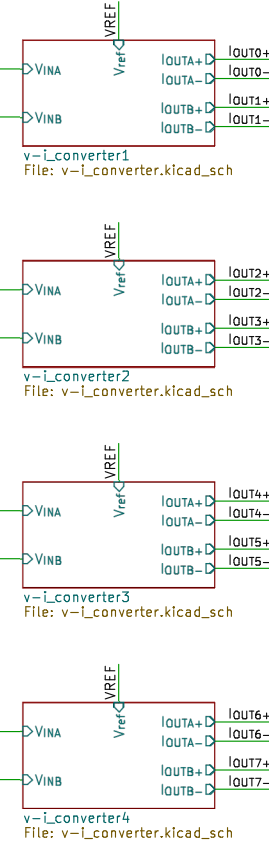 VREF
Vref
VINA
VINB
IOUTA+
IOUTA-
IOUTB+
IOUTB-
IOUT0+
IOUT0-
IOUT1+
IOUT1-
v-i_converter1
File: v-i_converter.kicad_sch
VREF
Vref
VINA
VINB
IOUTA+
IOUTA-
IOUTB+
IOUTB-
IOUT2+
IOUT2-
IOUT3+
IOUT3-
v-i_converter2
File: v-i_converter.kicad_sch
VREF
Vref
VINA
VINB
IOUTA+
IOUTA-
IOUTB+
IOUTB-
IOUT4+
IOUT4-
IOUT5+
IOUT5-
v-i_converter3
File: v-i_converter.kicad_sch
VREF
Vref
VINA
VINB
IOUTA+
IOUTA-
IOUTB+
IOUTB-
IOUT6+
IOUT6-
IOUT7+
IOUT7-
v-i_converter4
File: v-i_converter.kicad_sch